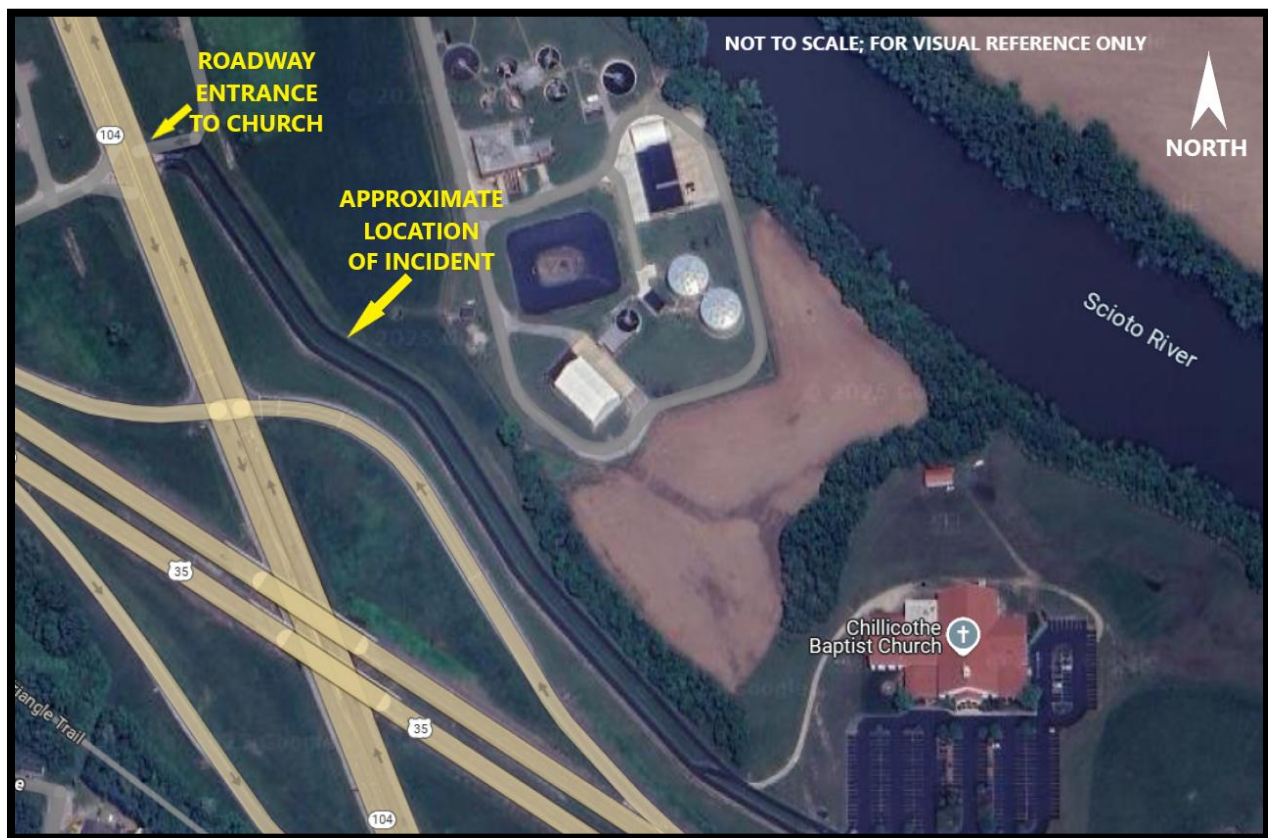 NOT TO SCALE; FOR VISUAL REFERENCE ONLY
ROADWAY
ENTRANCE
TO CHURCH
104
NORTH
APPROXIMATE
LOCATION
OF INCIDENT
Scioto River
Chillicothe
Baptist Church
35
35
riangle Trail
e
104